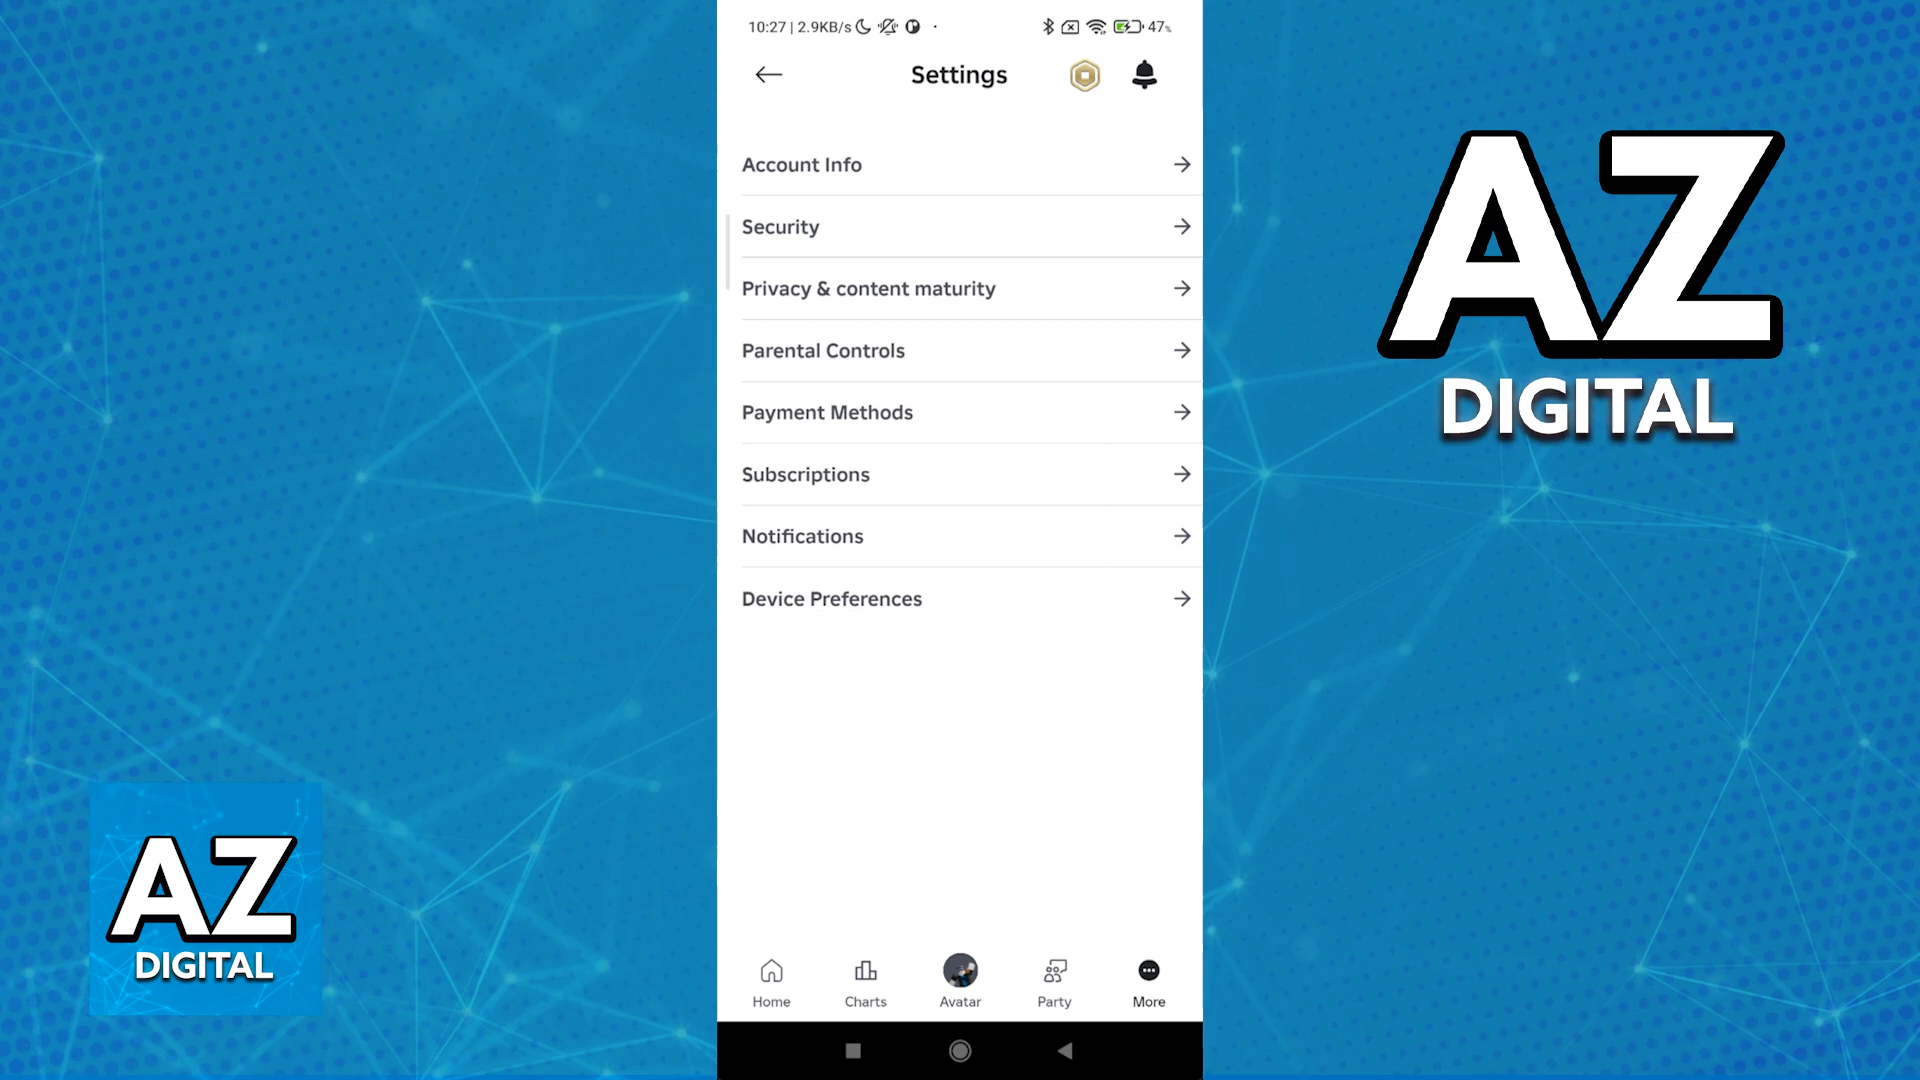 10:27 | 2.9KB/s
47%
Settings
Account Info
Security
Privacy & content maturity
Parental Controls
Payment Methods
Subscriptions
Notifications
Device Preferences
Home
Charts
Avatar
Party
More
AZ
DIGITAL
AZ
DIGITAL